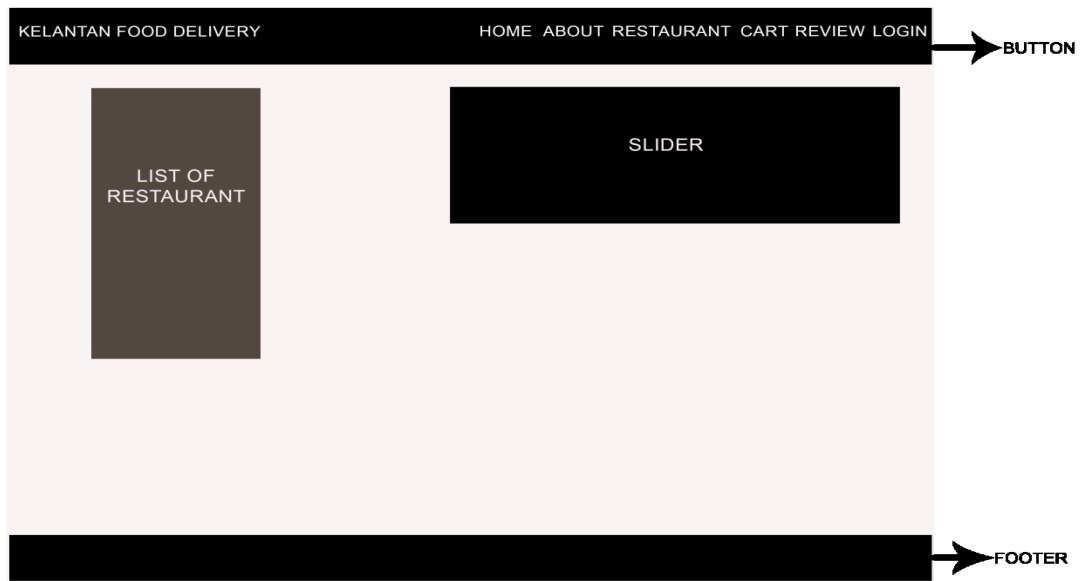 KELANTAN FOOD DELIVERY
HOME ABOUT RESTAURANT CART REVIEW LOGIN
BUTTON
LIST OF
RESTAURANT
SLIDER
FOOTER